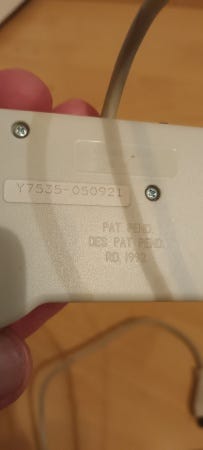 Y7535-050921
PAT PEND.
DES. PAT PEND.
RD. 1992